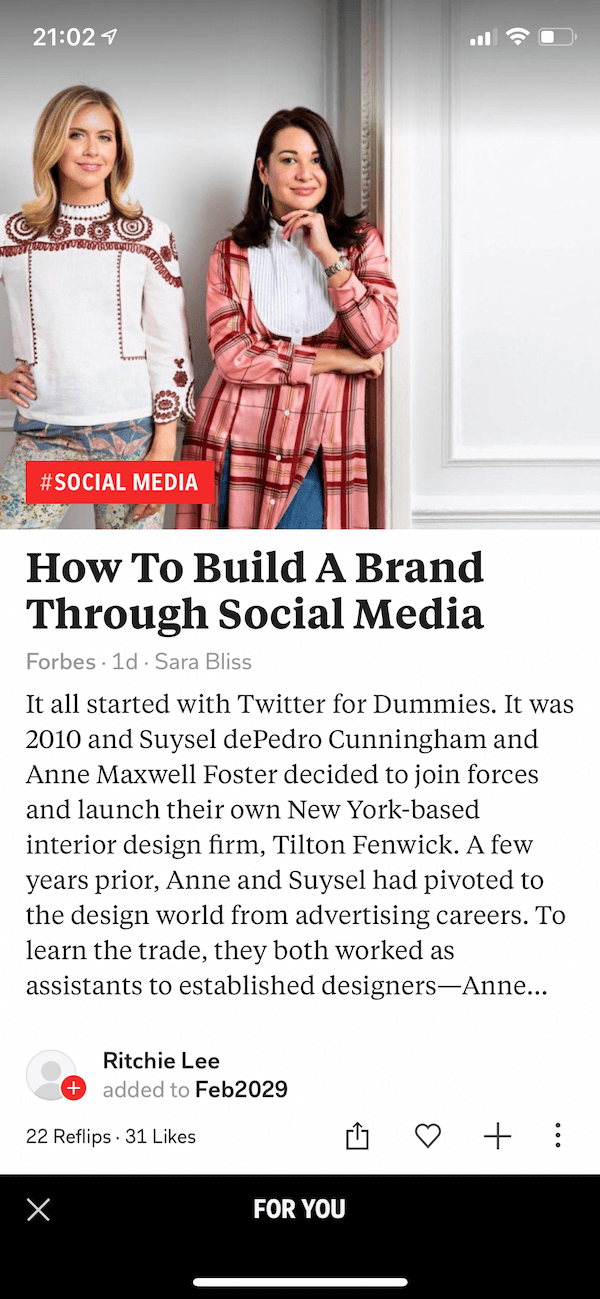 21:02
#SOCIAL MEDIA
How To Build A Brand
Through Social Media
Forbes · 1d · Sara Bliss
It all started with Twitter for Dummies. It was
2010 and Suysel dePedro Cunningham and
Anne Maxwell Foster decided to join forces
and launch their own New York-based
interior design firm, Tilton Fenwick. A few
years prior, Anne and Suysel had pivoted to
the design world from advertising careers. To
learn the trade, they both worked as
assistants to established designers—Anne...
Ritchie Lee
added to Feb2029
22 Reflips · 31 Likes
FOR YOU